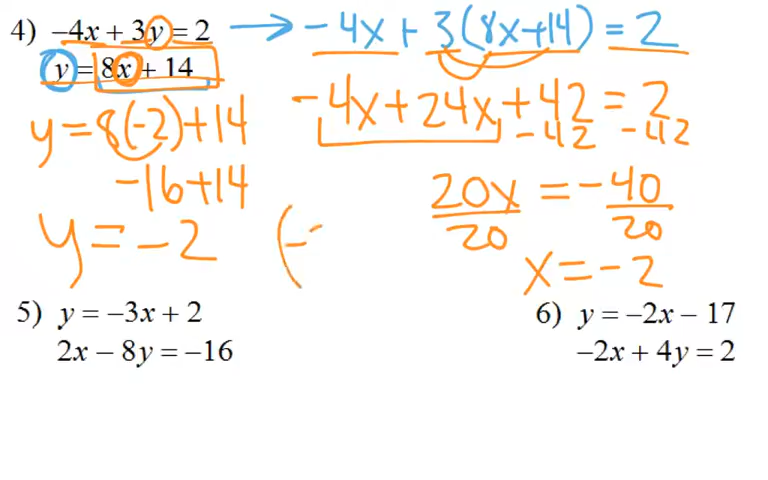 4) –4x + 3y = 2 → -4x + 3(8x+14) = 2
y = 8x + 14
-4x + 24x + 42 = 2
-42 -42
y = 8(-2)+14
-16+14
20x = -40
20 20
y = -2 (-
x = -2
5) y = –3x + 2
2x – 8y = –16
6) y = –2x – 17
–2x + 4y = 2